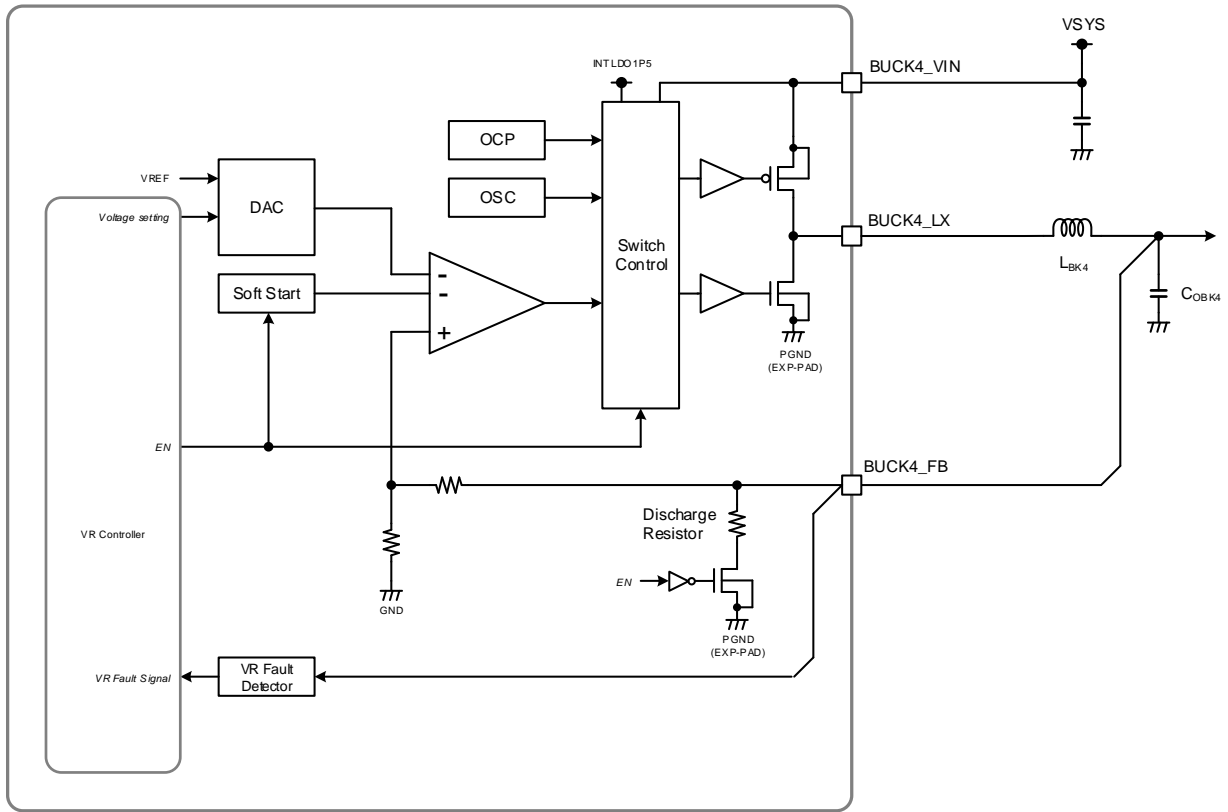 VSYS
INTLDO1P5
BUCK4_VIN
OCP
VREF
DAC
OSC
Voltage setting
BUCK4_LX
Switch
Control
LBK4
Soft Start
-
-
+
COBK4
PGND
(EXP-PAD)
EN
BUCK4_FB
Discharge
Resistor
VR Controller
EN
GND
PGND
(EXP-PAD)
VR Fault Signal
VR Fault
Detector